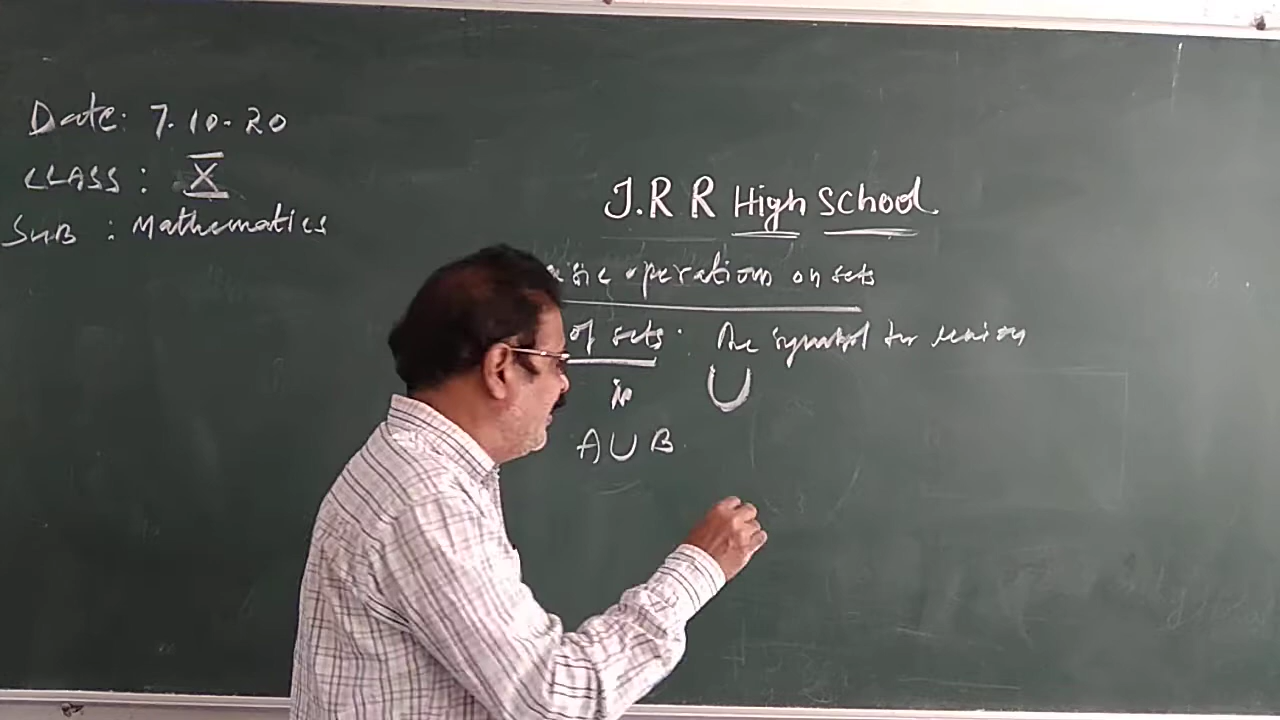 Date: 7.10.20
CLASS : X
SUB : Mathematics
J.R R High School.
operations on sets
of sets: The symbol for union
is U
A U B.